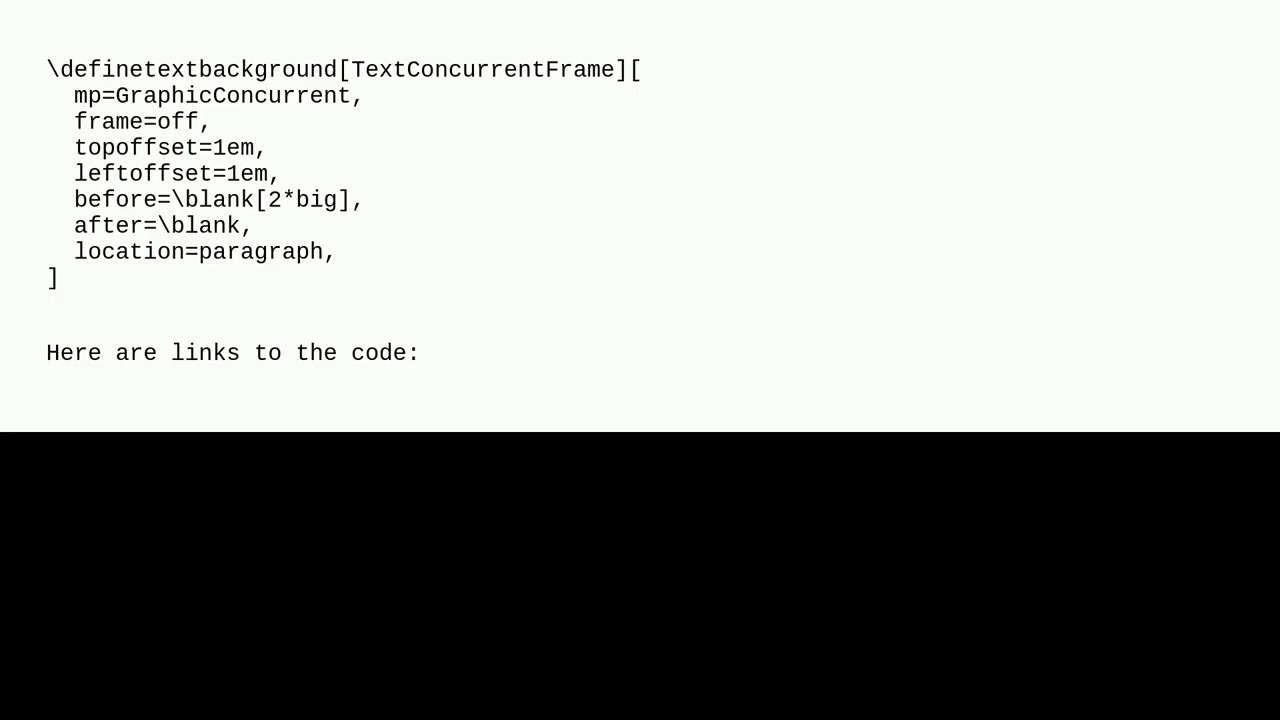 \definetextbackground[TextConcurrentFrame][
  mp=GraphicConcurrent,
  frame=off,
  topoffset=1em,
  leftoffset=1em,
  before=\blank[2*big],
  after=\blank,
  location=paragraph,
]
Here are links to the code: